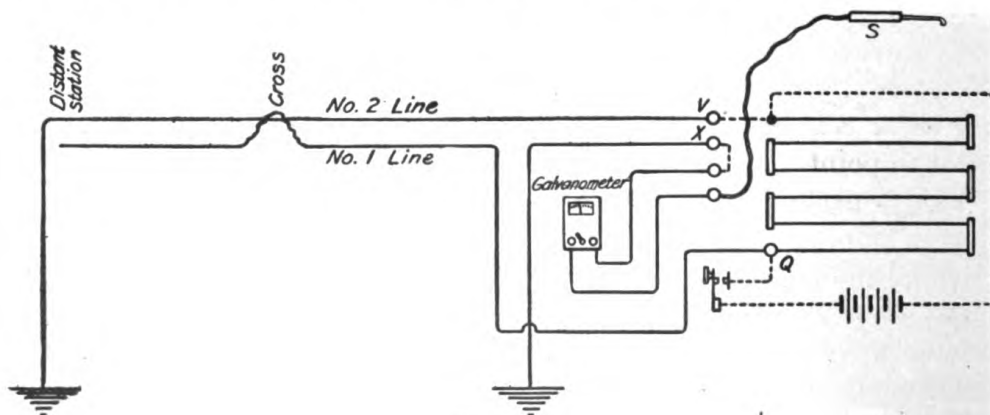 S
Distant
station
Cross
No. 2 Line
V
X
No. 1 Line
Galvanometer
Q